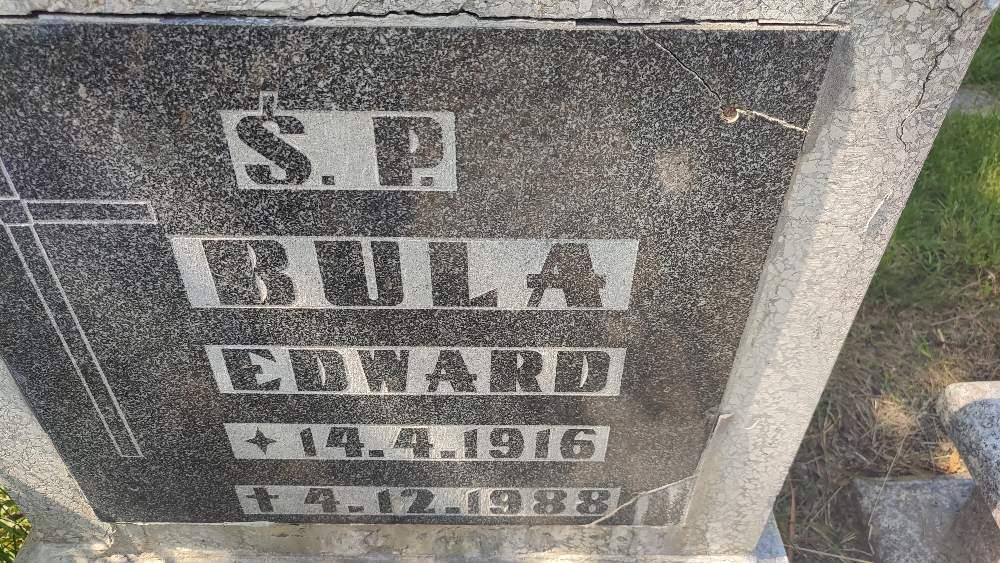 Ś. P.
BULA
EDWARD
✦ 14.4.1916
✝ 4.12.1988